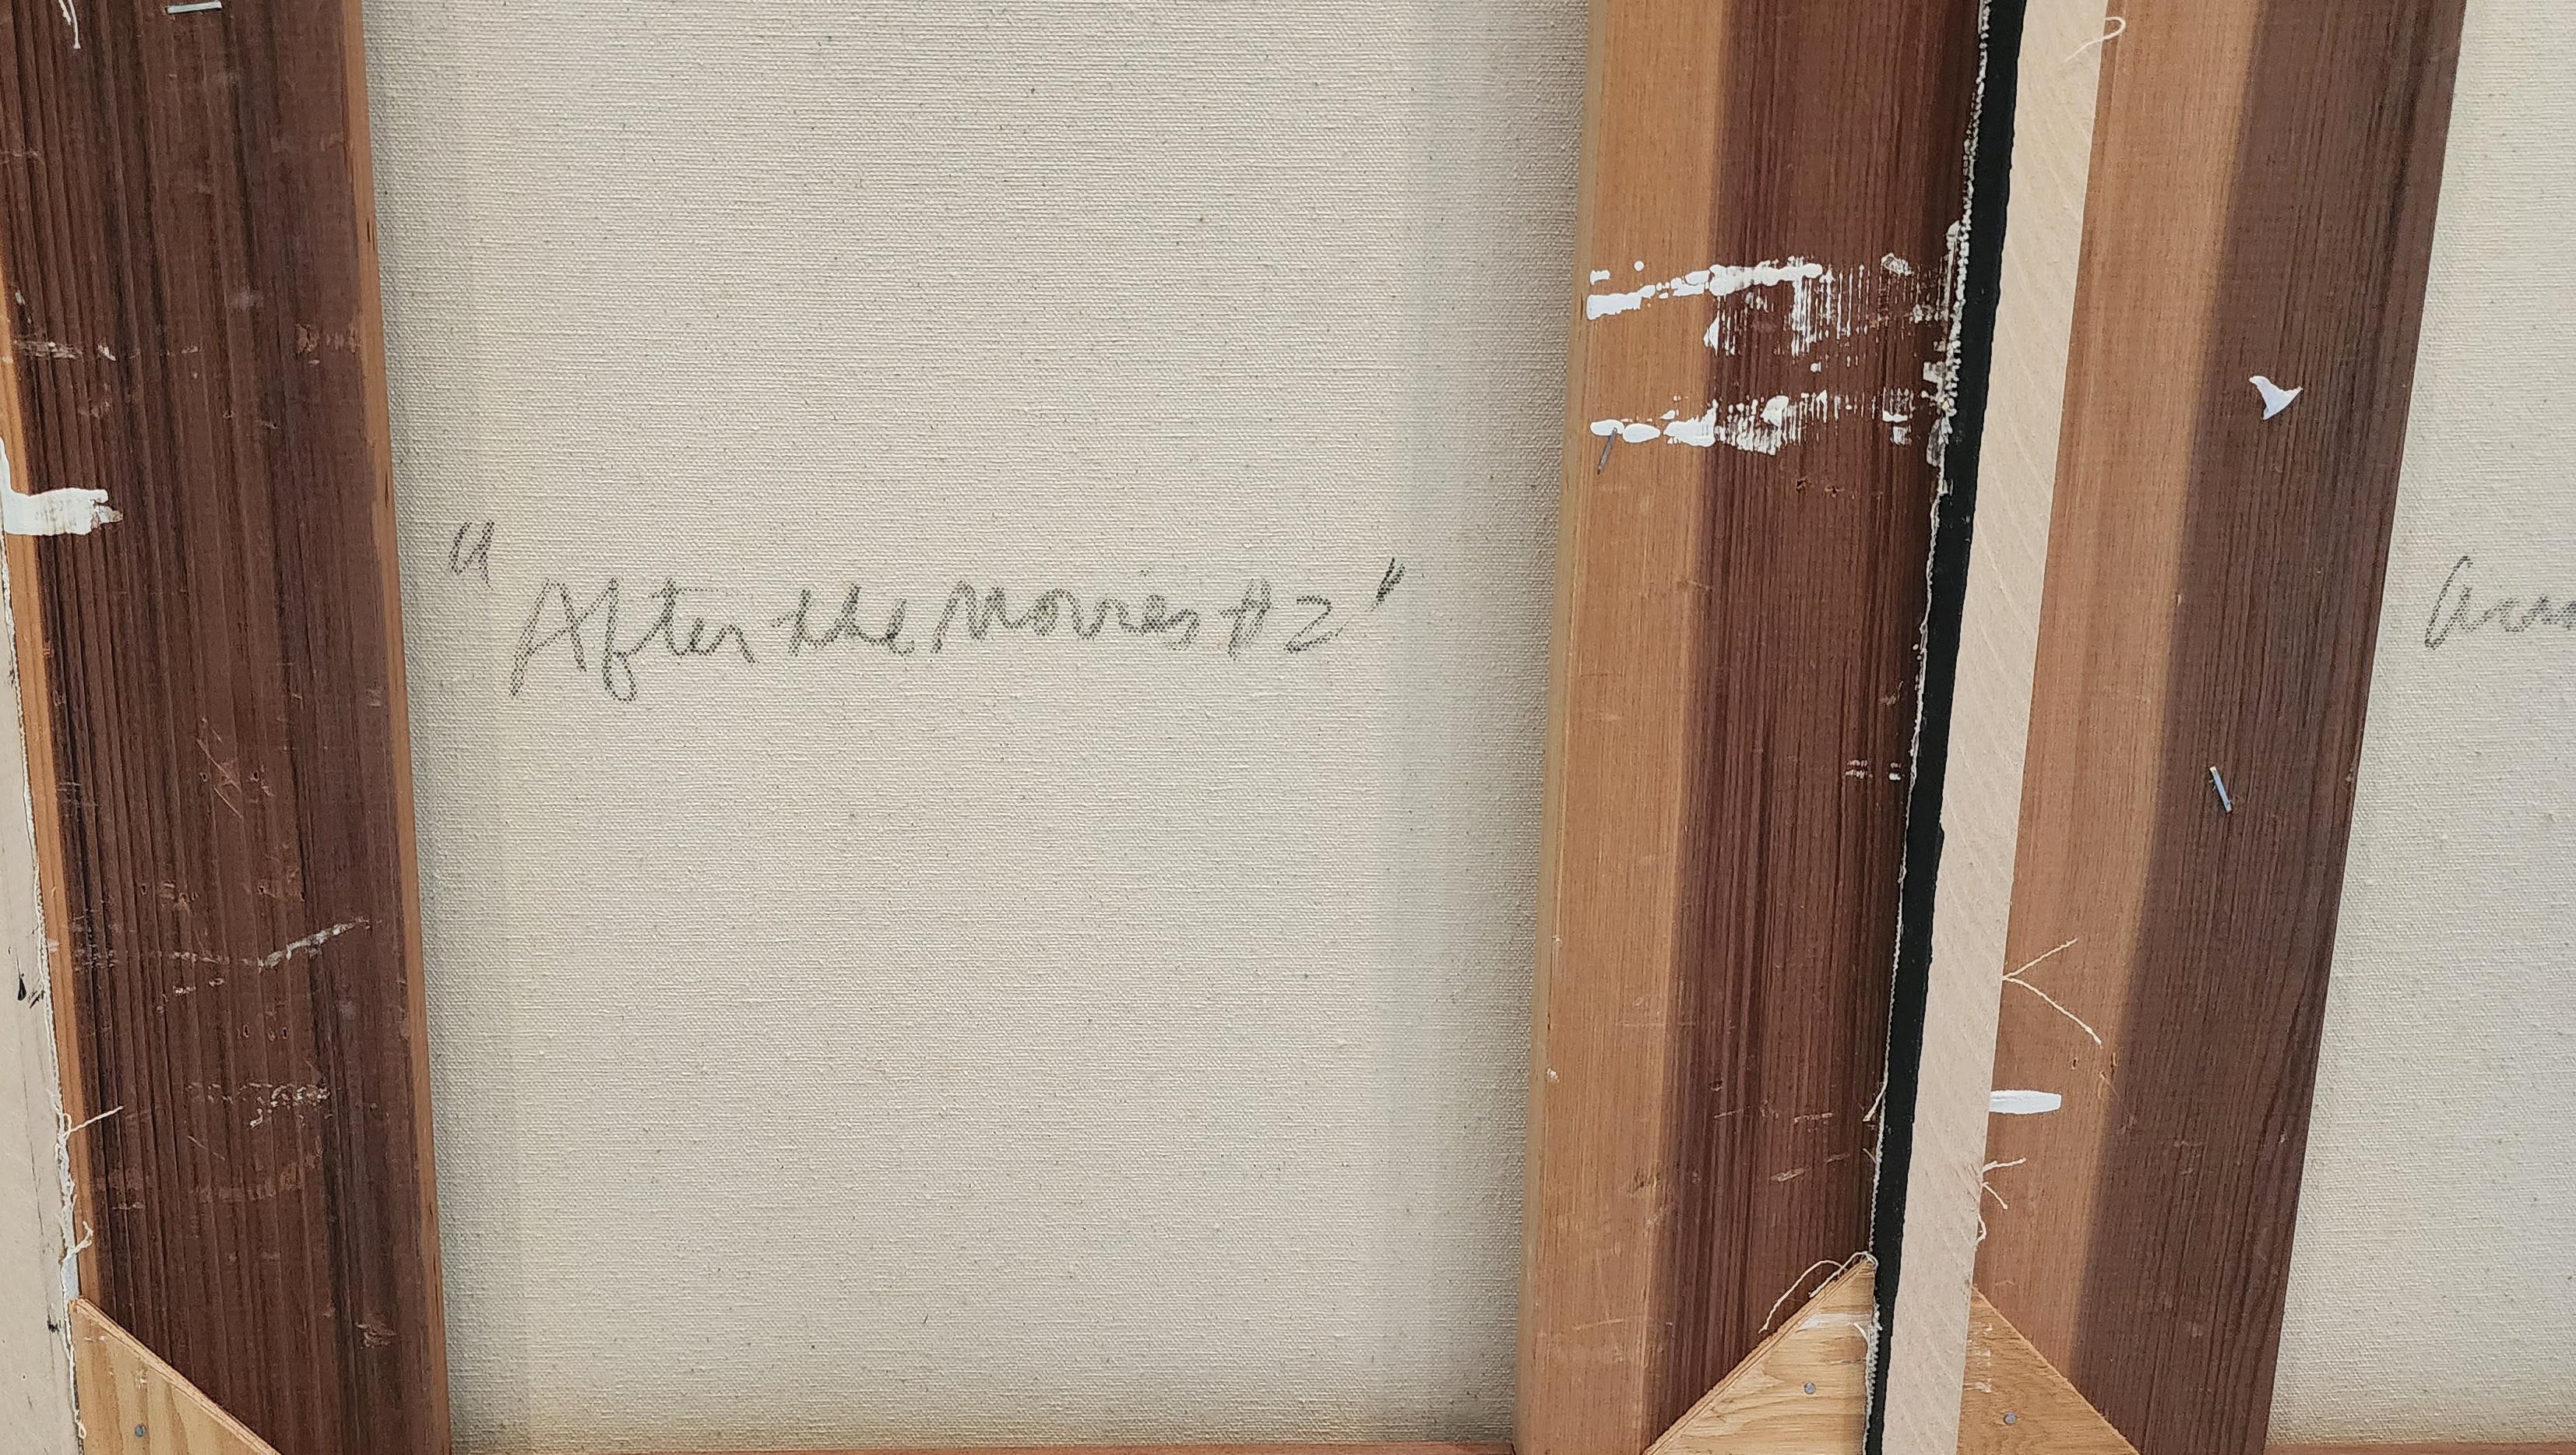 "After the Movies #2"